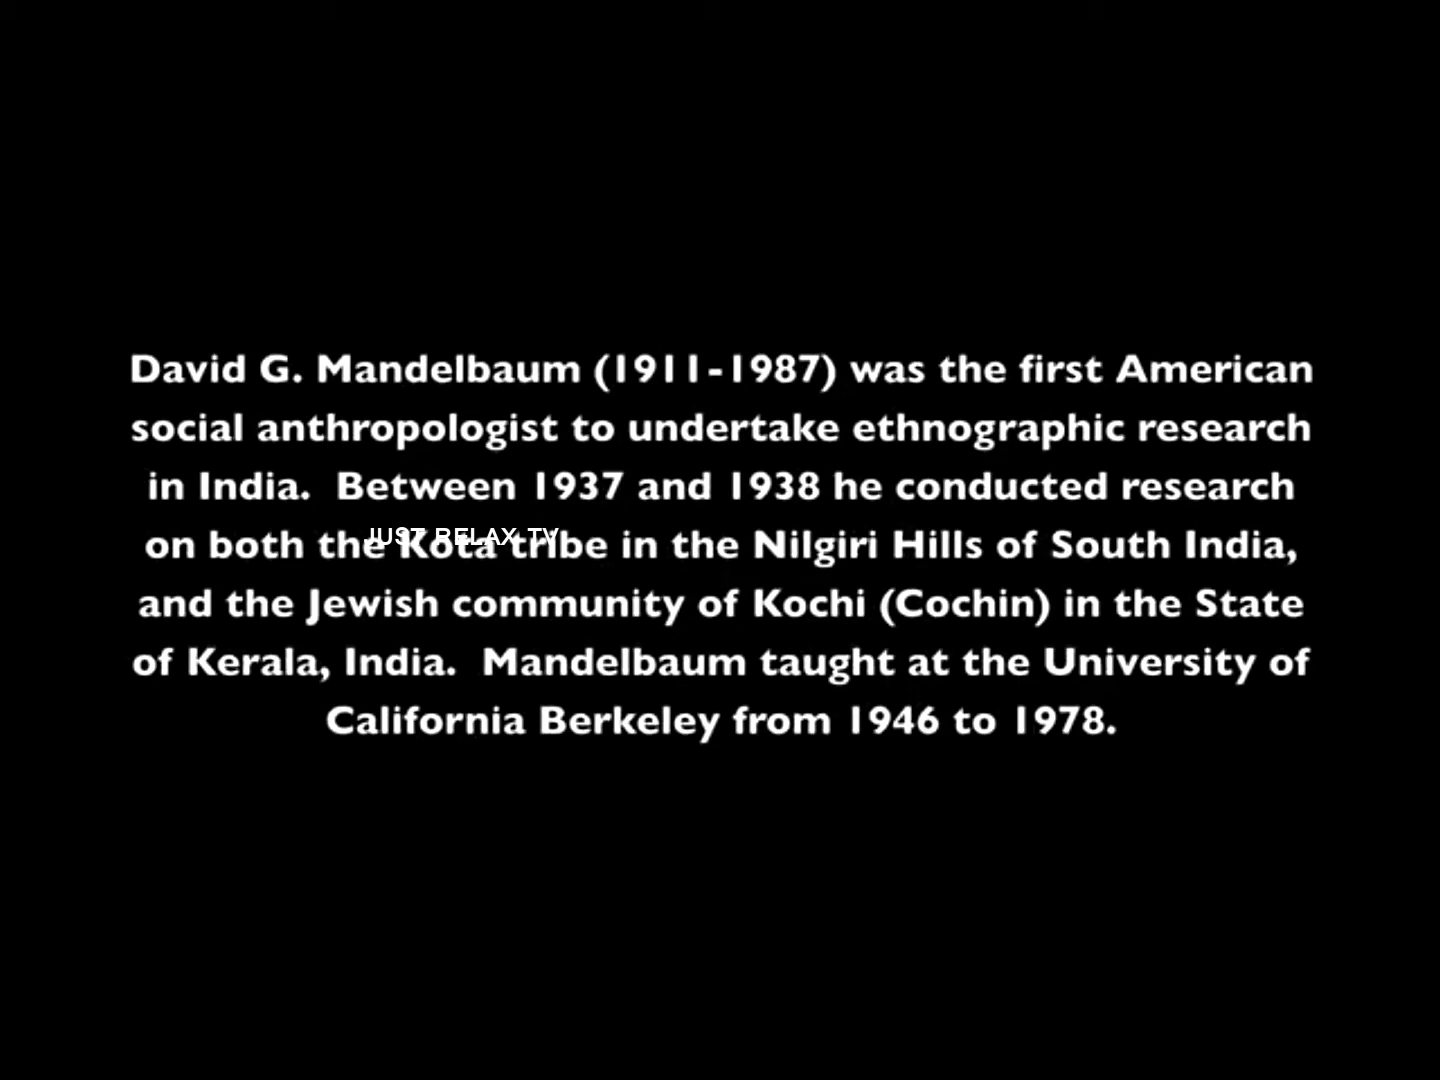 David G. Mandelbaum (1911-1987) was the first American
social anthropologist to undertake ethnographic research
in India.  Between 1937 and 1938 he conducted research
on both the Kota tribe in the Nilgiri Hills of South India,
JUST RELAX TV
and the Jewish community of Kochi (Cochin) in the State
of Kerala, India.  Mandelbaum taught at the University of
California Berkeley from 1946 to 1978.